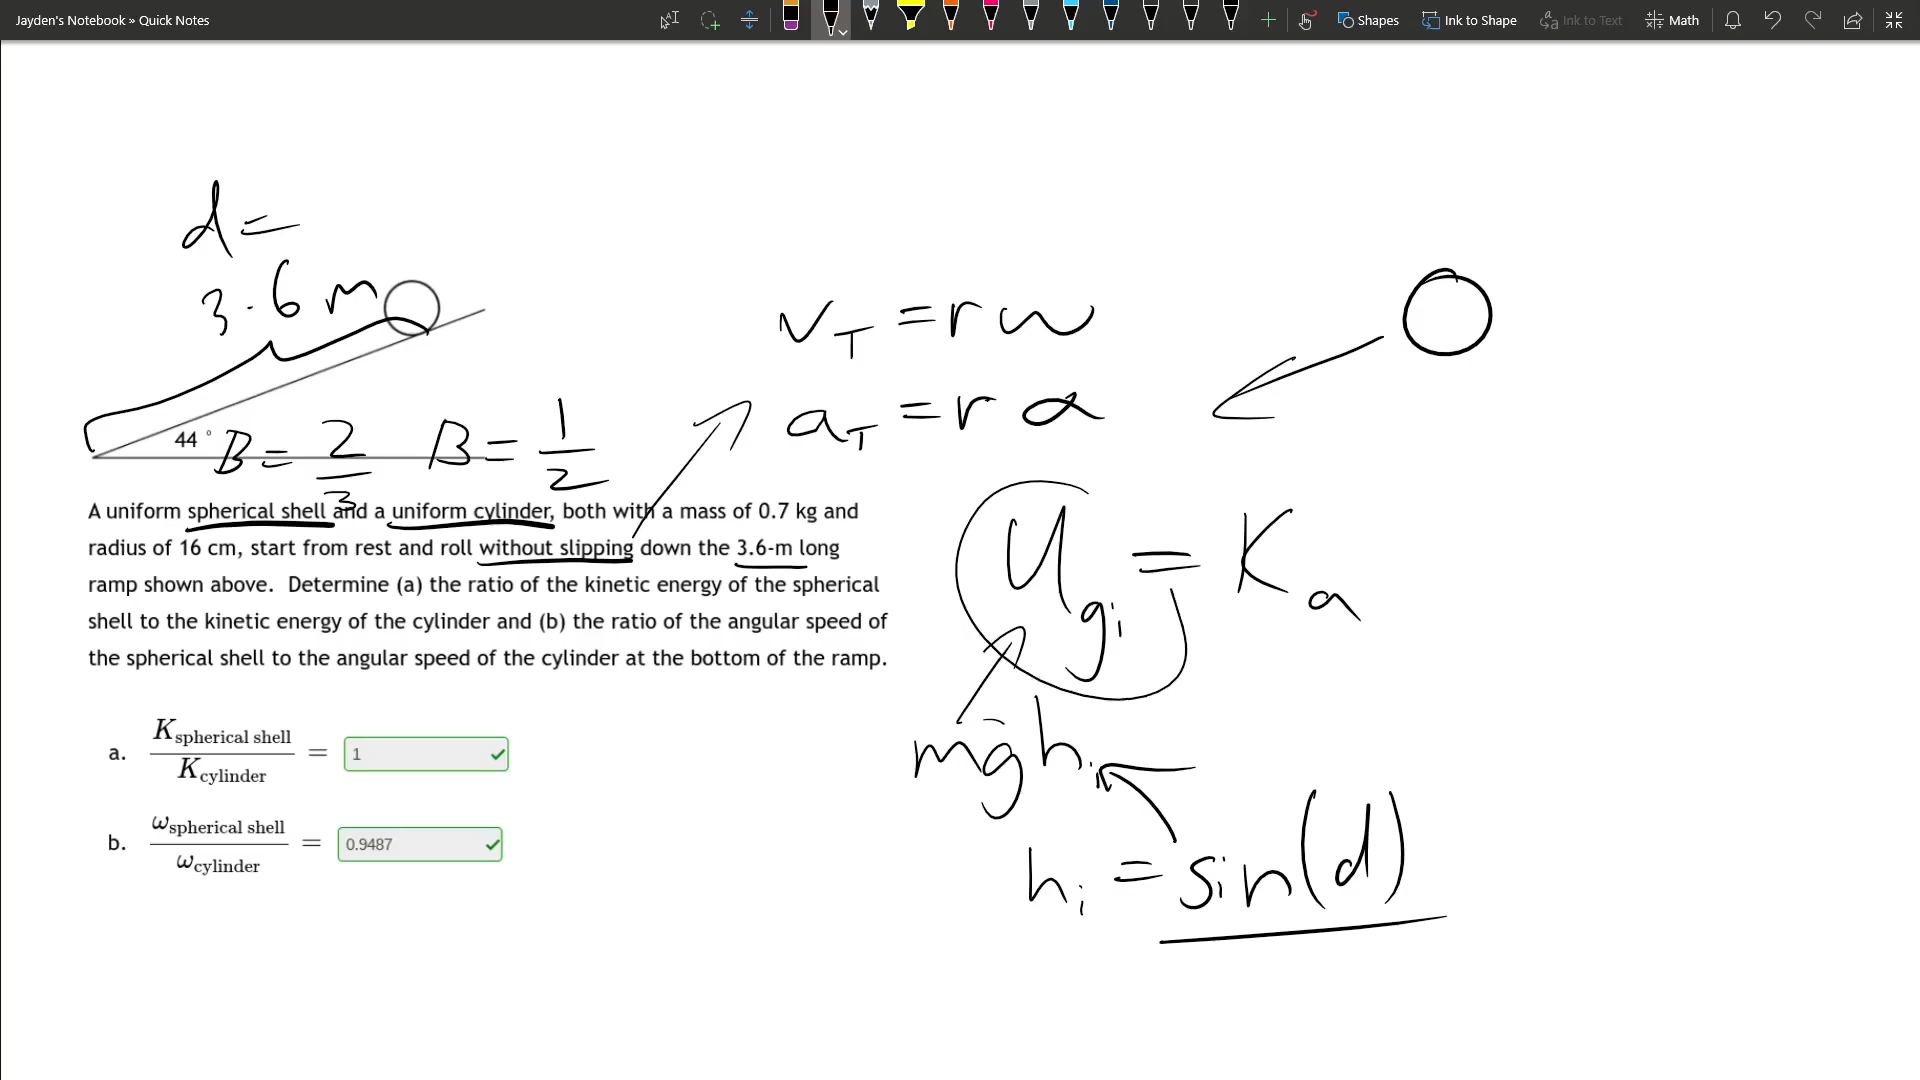 Jayden's Notebook » Quick Notes
Shapes Ink to Shape Ink to Text Math
d=
3.6 m
44°
B = 2/3 B = 1/2
v_T = rω
a_T = r α
A uniform spherical shell and a uniform cylinder, both with a mass of 0.7 kg and
radius of 16 cm, start from rest and roll without slipping down the 3.6-m long
ramp shown above. Determine (a) the ratio of the kinetic energy of the spherical
shell to the kinetic energy of the cylinder and (b) the ratio of the angular speed of
the spherical shell to the angular speed of the cylinder at the bottom of the ramp.
a. K_spherical shell / K_cylinder = 1
b. ω_spherical shell / ω_cylinder = 0.9487
U_gi = K_a
mgh_i
h_i = sin(d)